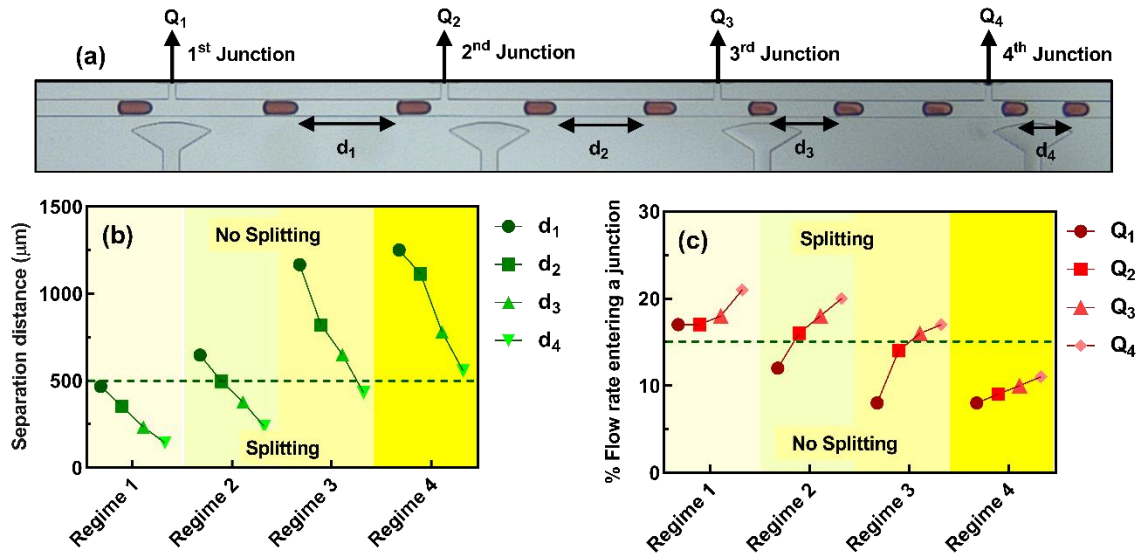 Q₁ Q₂ Q₃ Q₄
(a) 1ˢᵗ Junction 2ⁿᵈ Junction 3ʳᵈ Junction 4ᵗʰ Junction
d₁ d₂ d₃ d₄
(b)
Separation distance (μm)
1500
1000
500
0
No Splitting
Splitting
Regime 1 Regime 2 Regime 3 Regime 4
d₁
d₂
d₃
d₄
(c)
% Flow rate entering a junction
30
20
10
0
Splitting
No Splitting
Regime 1 Regime 2 Regime 3 Regime 4
Q₁
Q₂
Q₃
Q₄